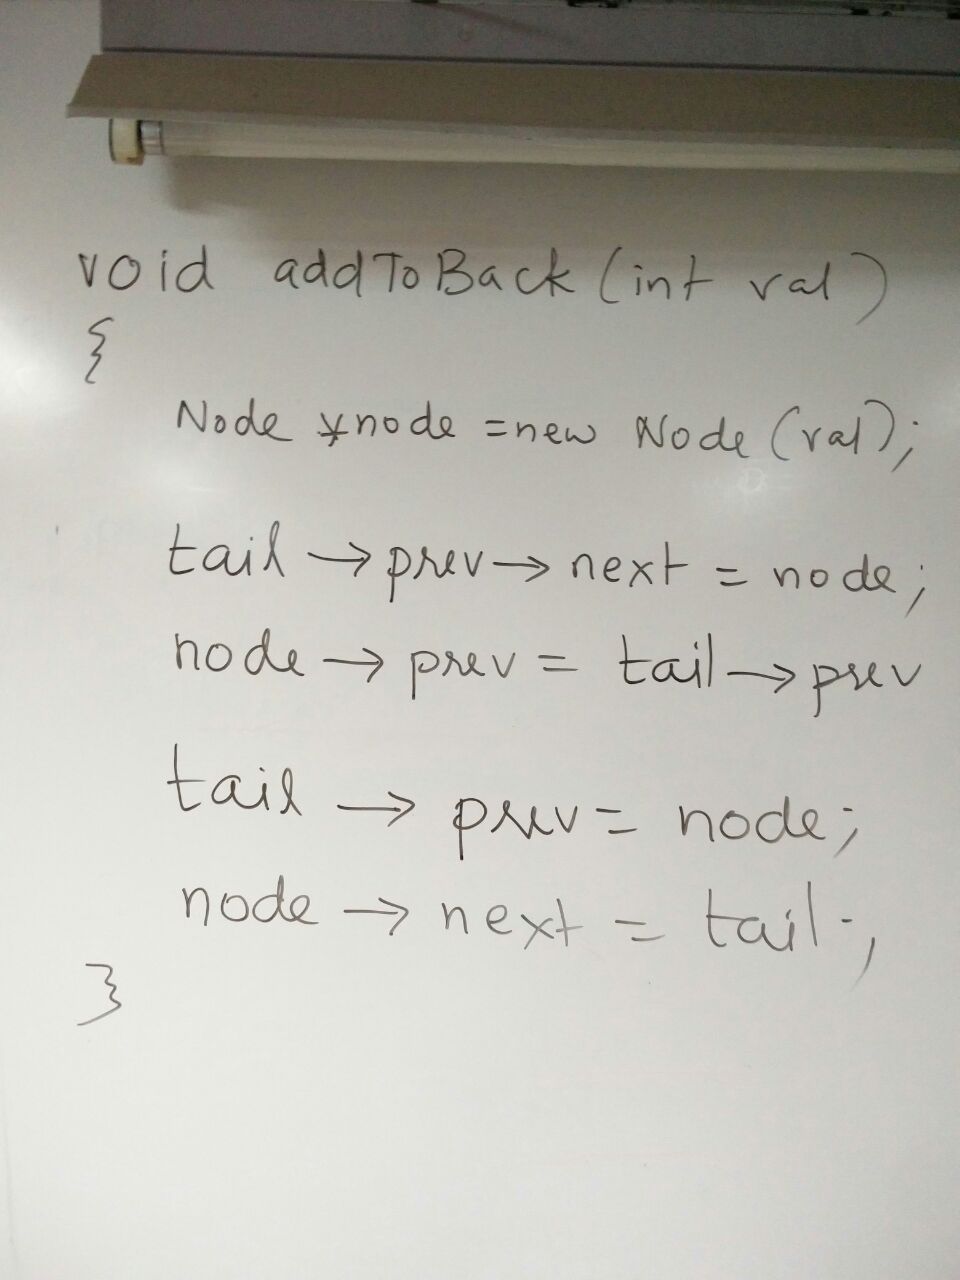 void addToBack (int val)
{
Node *node = new Node (val);
tail → prev → next = node;
node → prev = tail → prev
tail → prev = node;
node → next = tail;
}